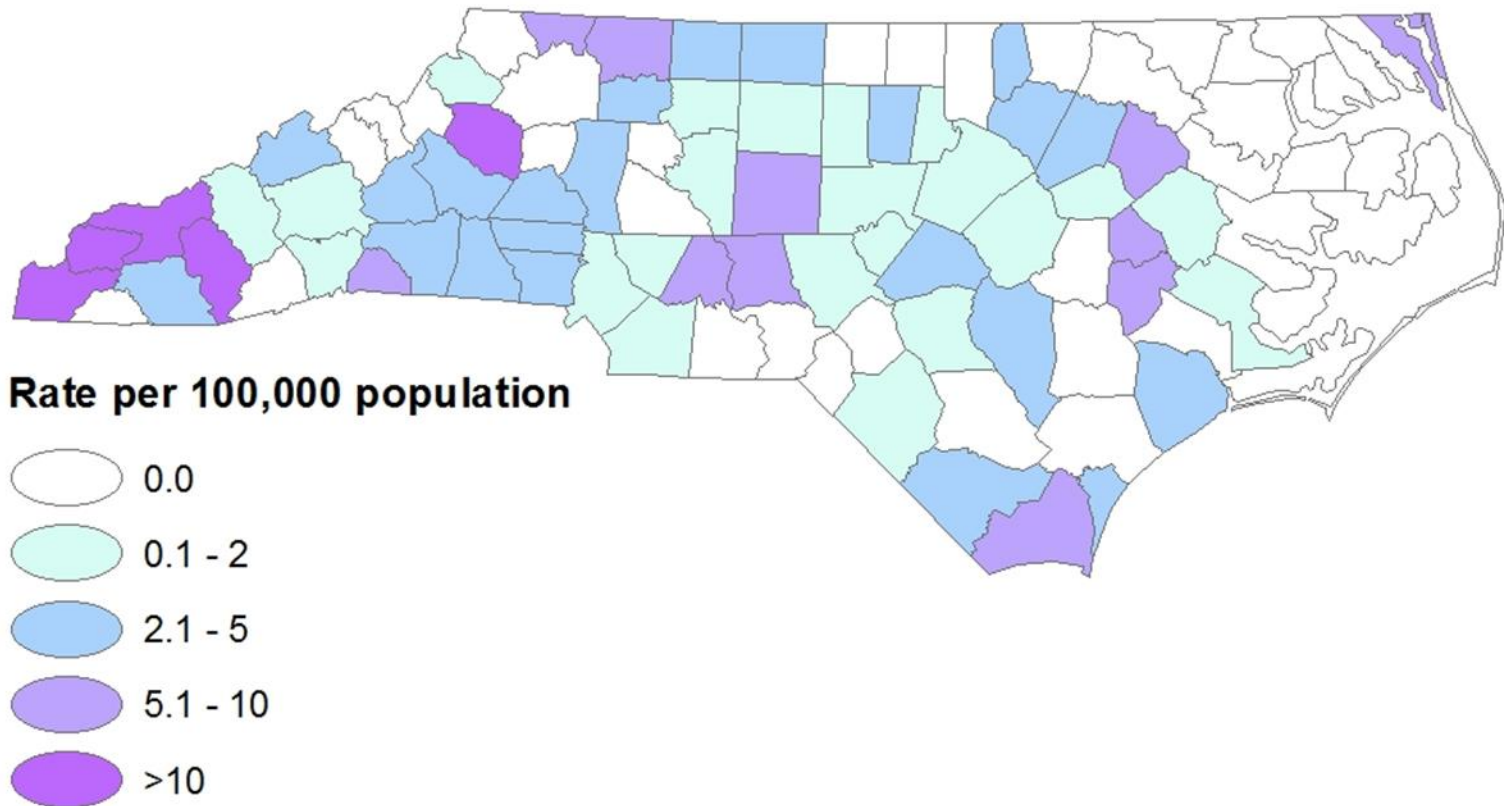 Rate per 100,000 population
0.0
0.1 - 2
2.1 - 5
5.1 - 10
>10